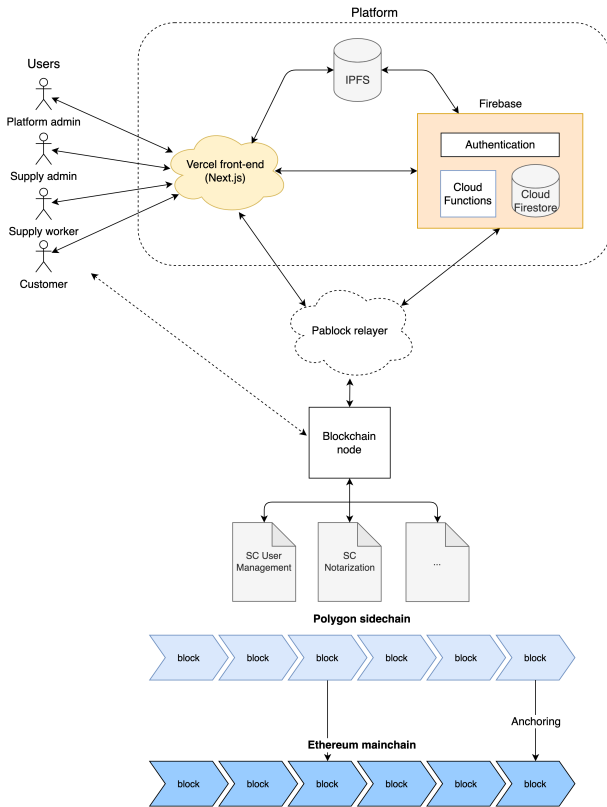 Platform
Users
IPFS
Platform admin
Firebase
Supply admin
Authentication
Vercel front-end
(Next.js)
Cloud
Functions
Cloud
Firestore
Supply worker
Customer
Pablock relayer
Blockchain
node
SC User
Management
SC
Notarization
...
Polygon sidechain
block
block
block
block
block
block
Anchoring
Ethereum mainchain
block
block
block
block
block
block